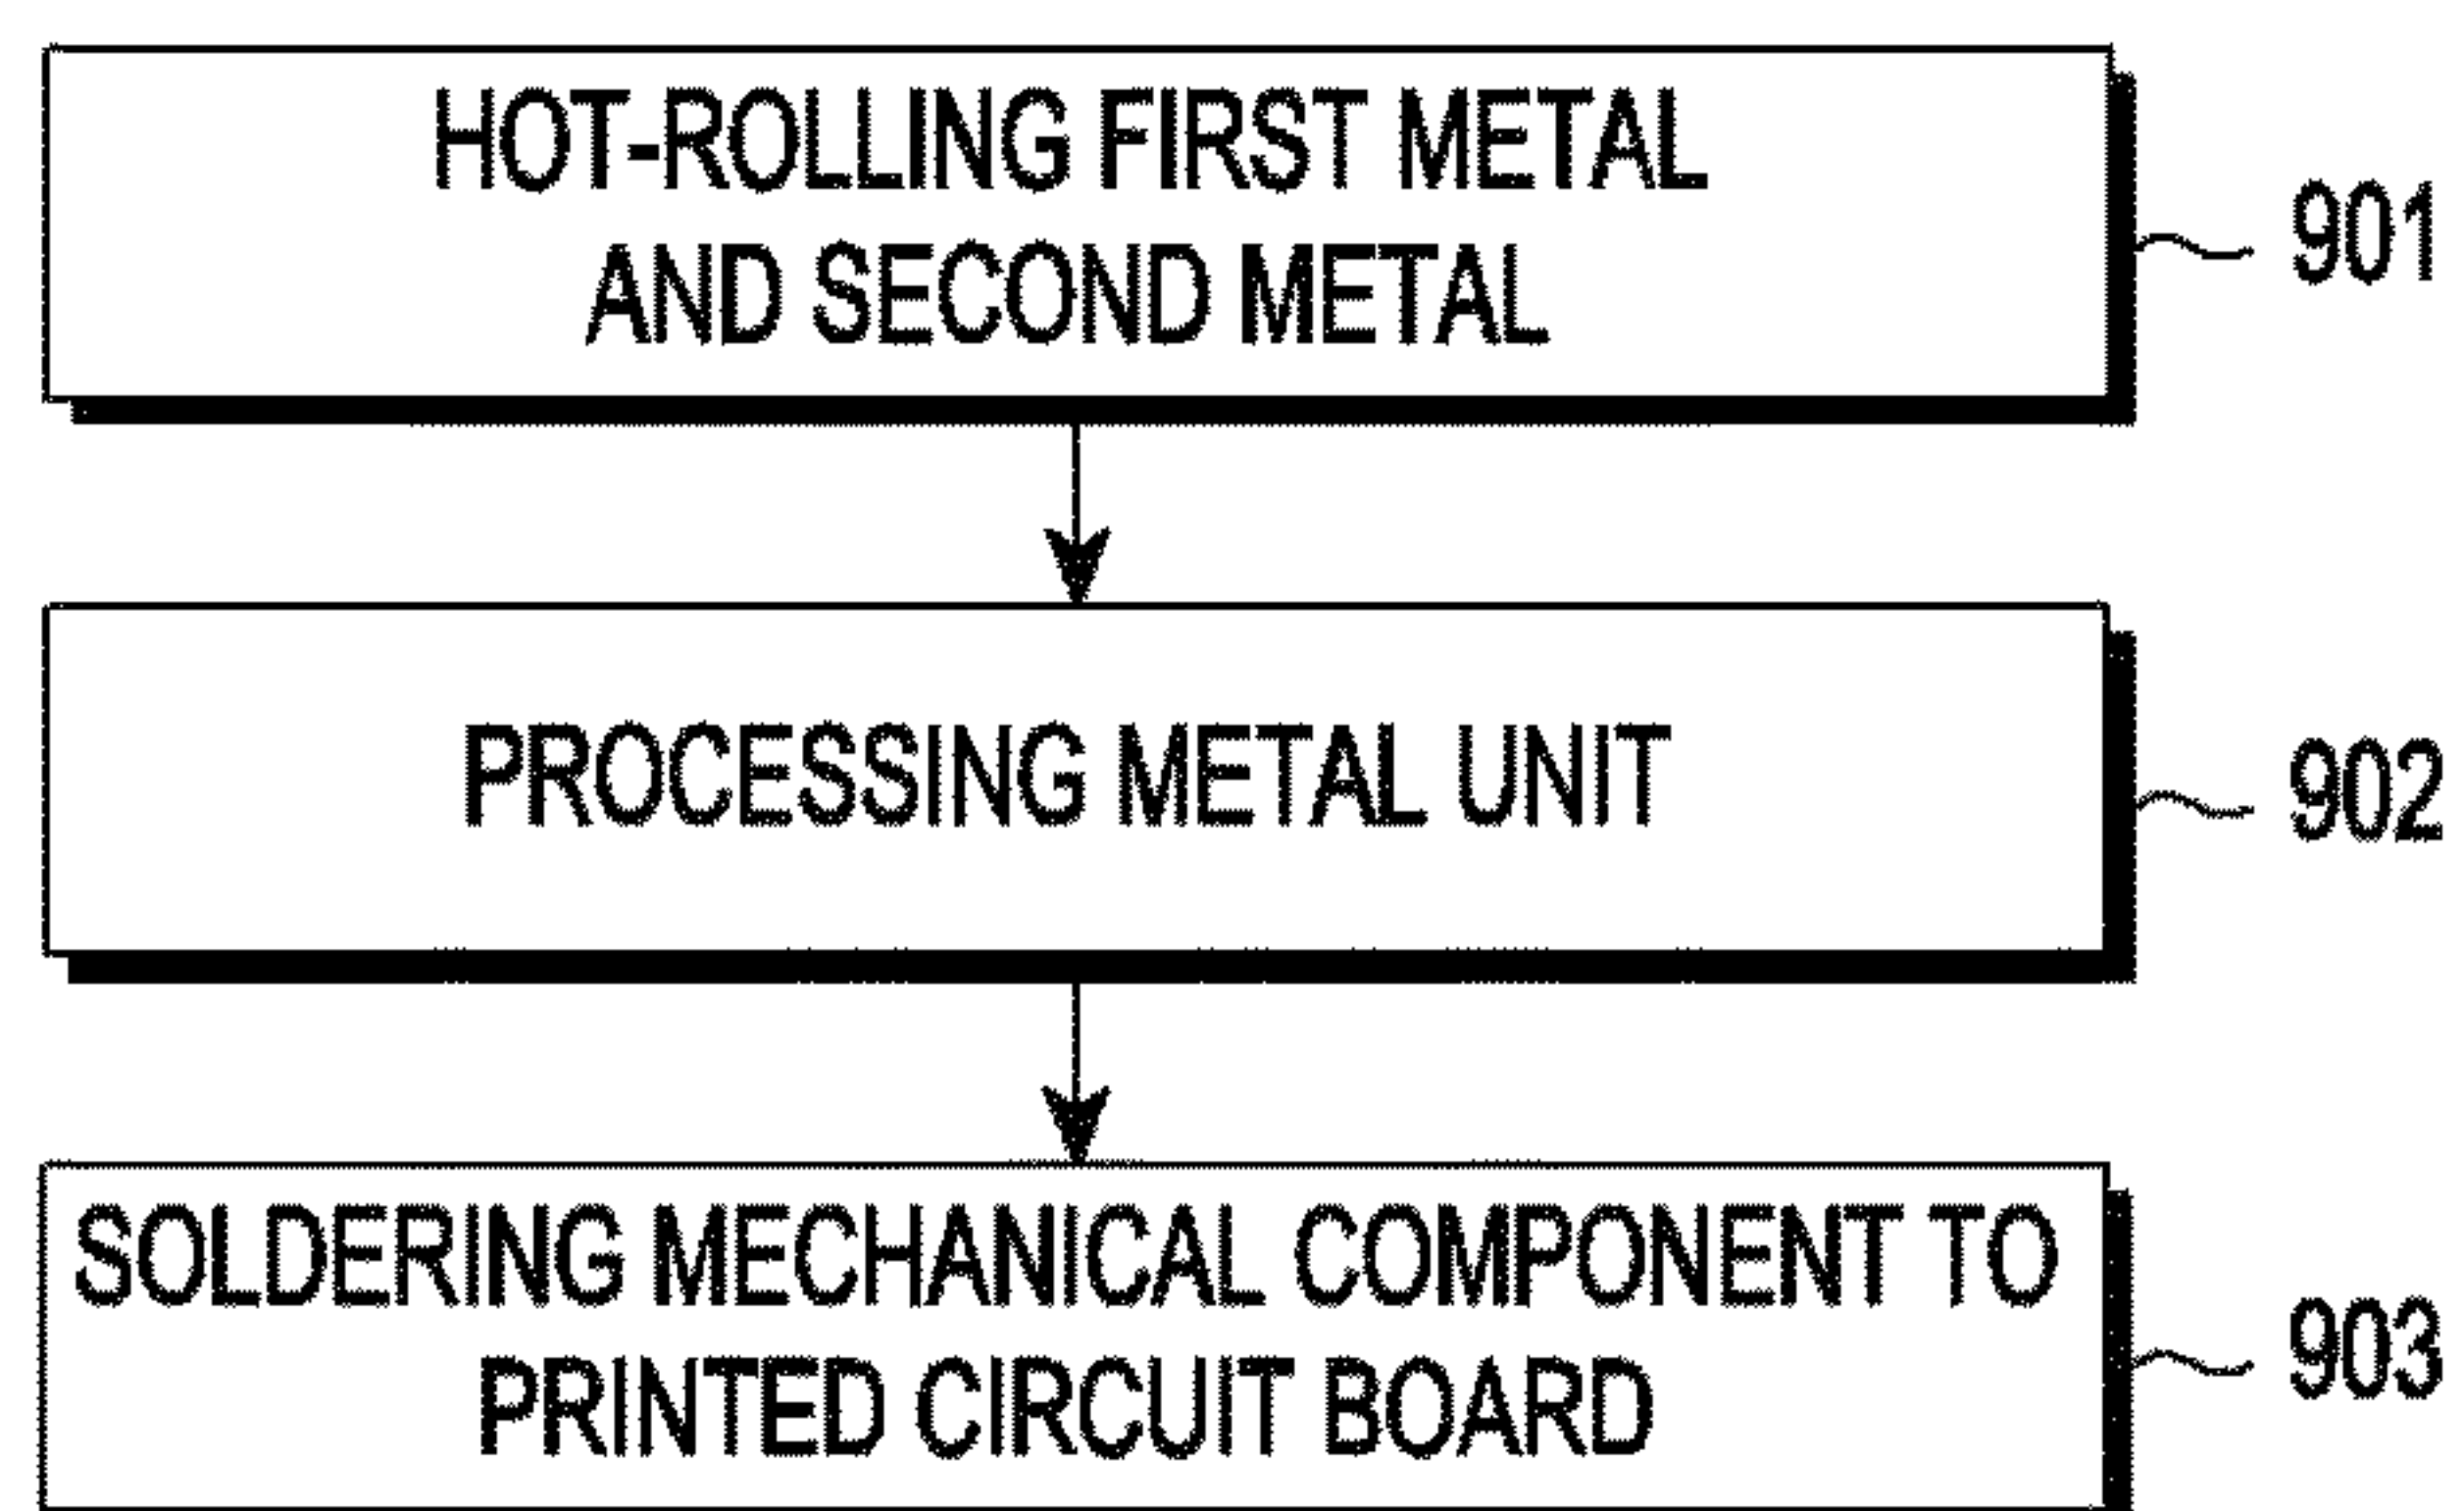 HOT-ROLLING FIRST METAL
AND SECOND METAL
901
PROCESSING METAL UNIT
902
SOLDERING MECHANICAL COMPONENT TO
PRINTED CIRCUIT BOARD
903